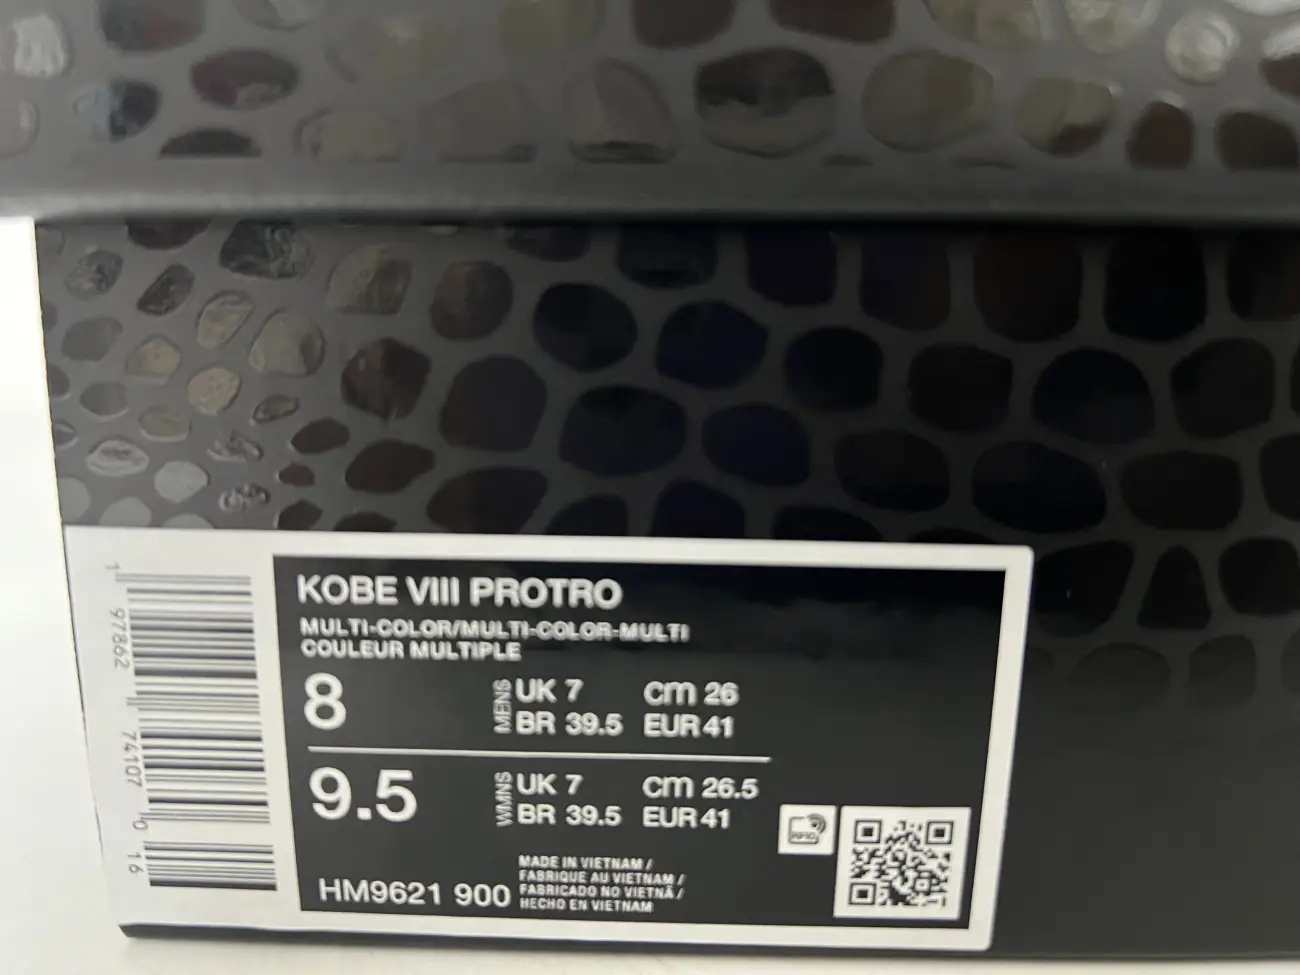 KOBE VIII PROTRO
MULTI-COLOR/MULTI-COLOR-MULTI
COULEUR MULTIPLE
8 MENS UK 7 cm 26
BR 39.5 EUR 41
9.5 WMNS UK 7 cm 26.5
BR 39.5 EUR 41
HM9621 900
MADE IN VIETNAM /
FABRIQUE AU VIETNAM /
FABRICADO NO VIETNÃ /
HECHO EN VIETNAM
RFID
1 97862 74107 0 16